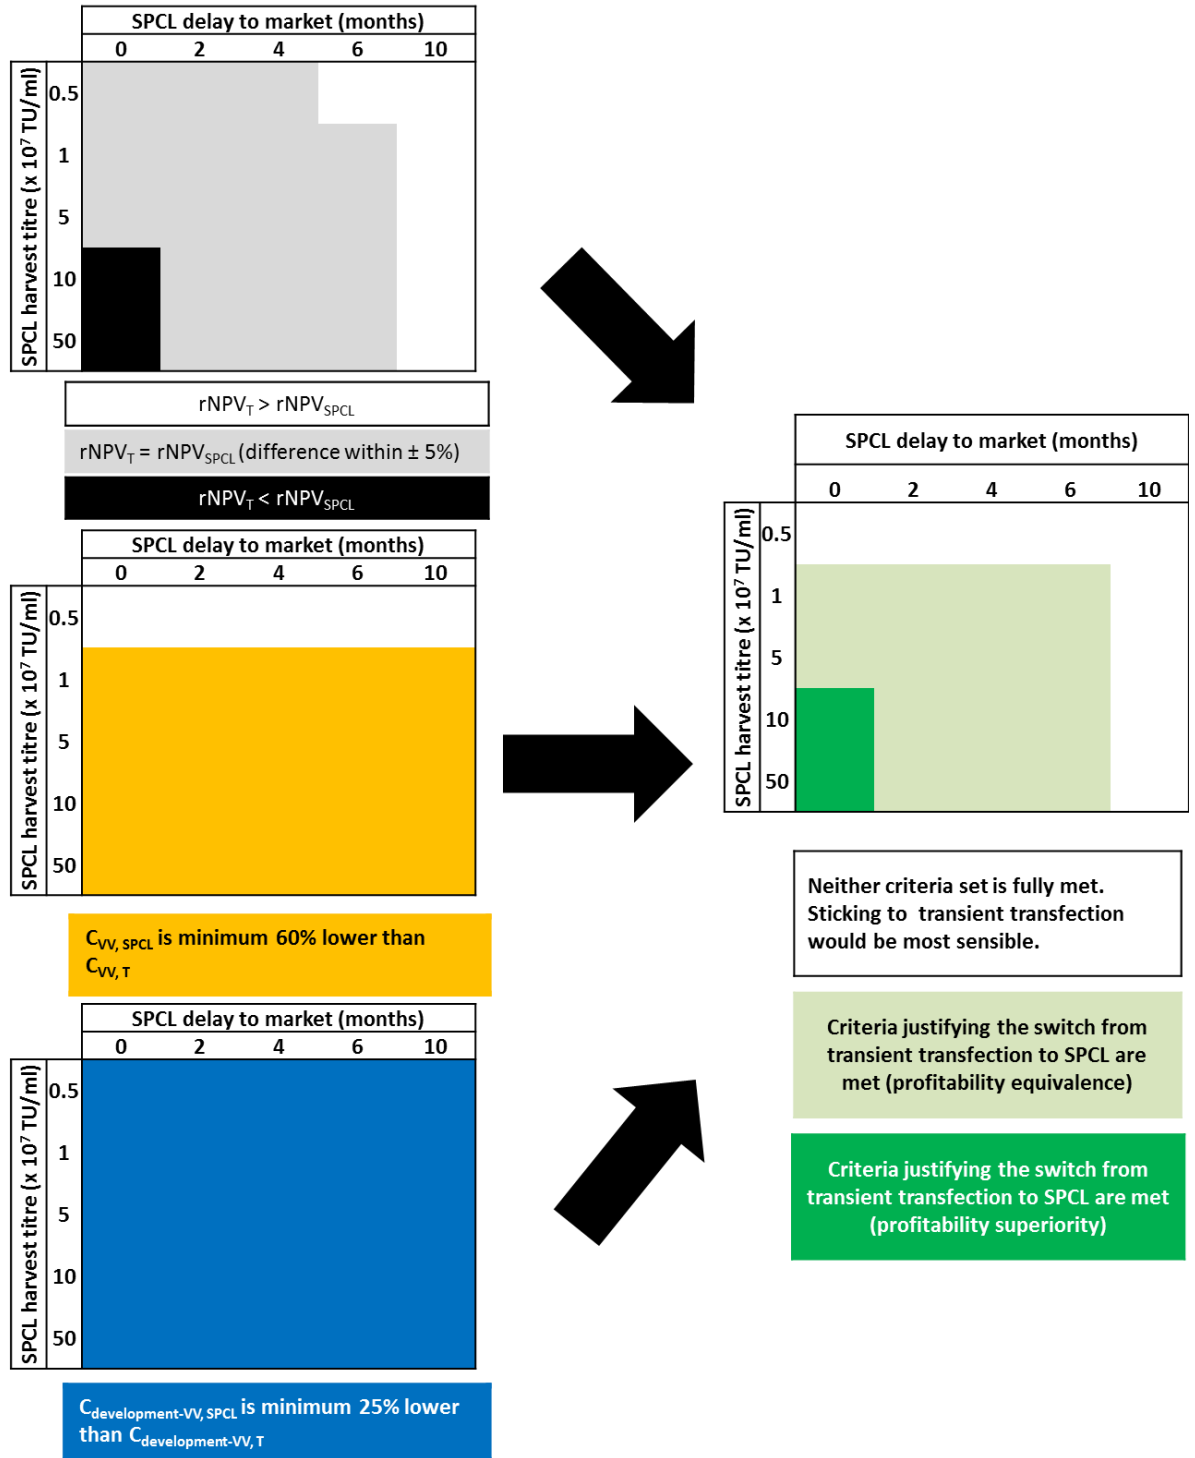 SPCL delay to market (months)
0 2 4 6 10
SPCL harvest titre (x 10⁷ TU/ml)
0.5
1
5
10
50
rNPV_T > rNPV_SPCL
rNPV_T = rNPV_SPCL (difference within ± 5%)
rNPV_T < rNPV_SPCL
SPCL delay to market (months)
0 2 4 6 10
SPCL harvest titre (x 10⁷ TU/ml)
0.5
1
5
10
50
C_VV, SPCL is minimum 60% lower than
C_VV, T
SPCL delay to market (months)
0 2 4 6 10
SPCL harvest titre (x 10⁷ TU/ml)
0.5
1
5
10
50
C_development-VV, SPCL is minimum 25% lower
than C_development-VV, T
SPCL delay to market (months)
0 2 4 6 10
SPCL harvest titre (x 10⁷ TU/ml)
0.5
1
5
10
50
Neither criteria set is fully met.
Sticking to transient transfection
would be most sensible.
Criteria justifying the switch from
transient transfection to SPCL are
met (profitability equivalence)
Criteria justifying the switch from
transient transfection to SPCL are met
(profitability superiority)